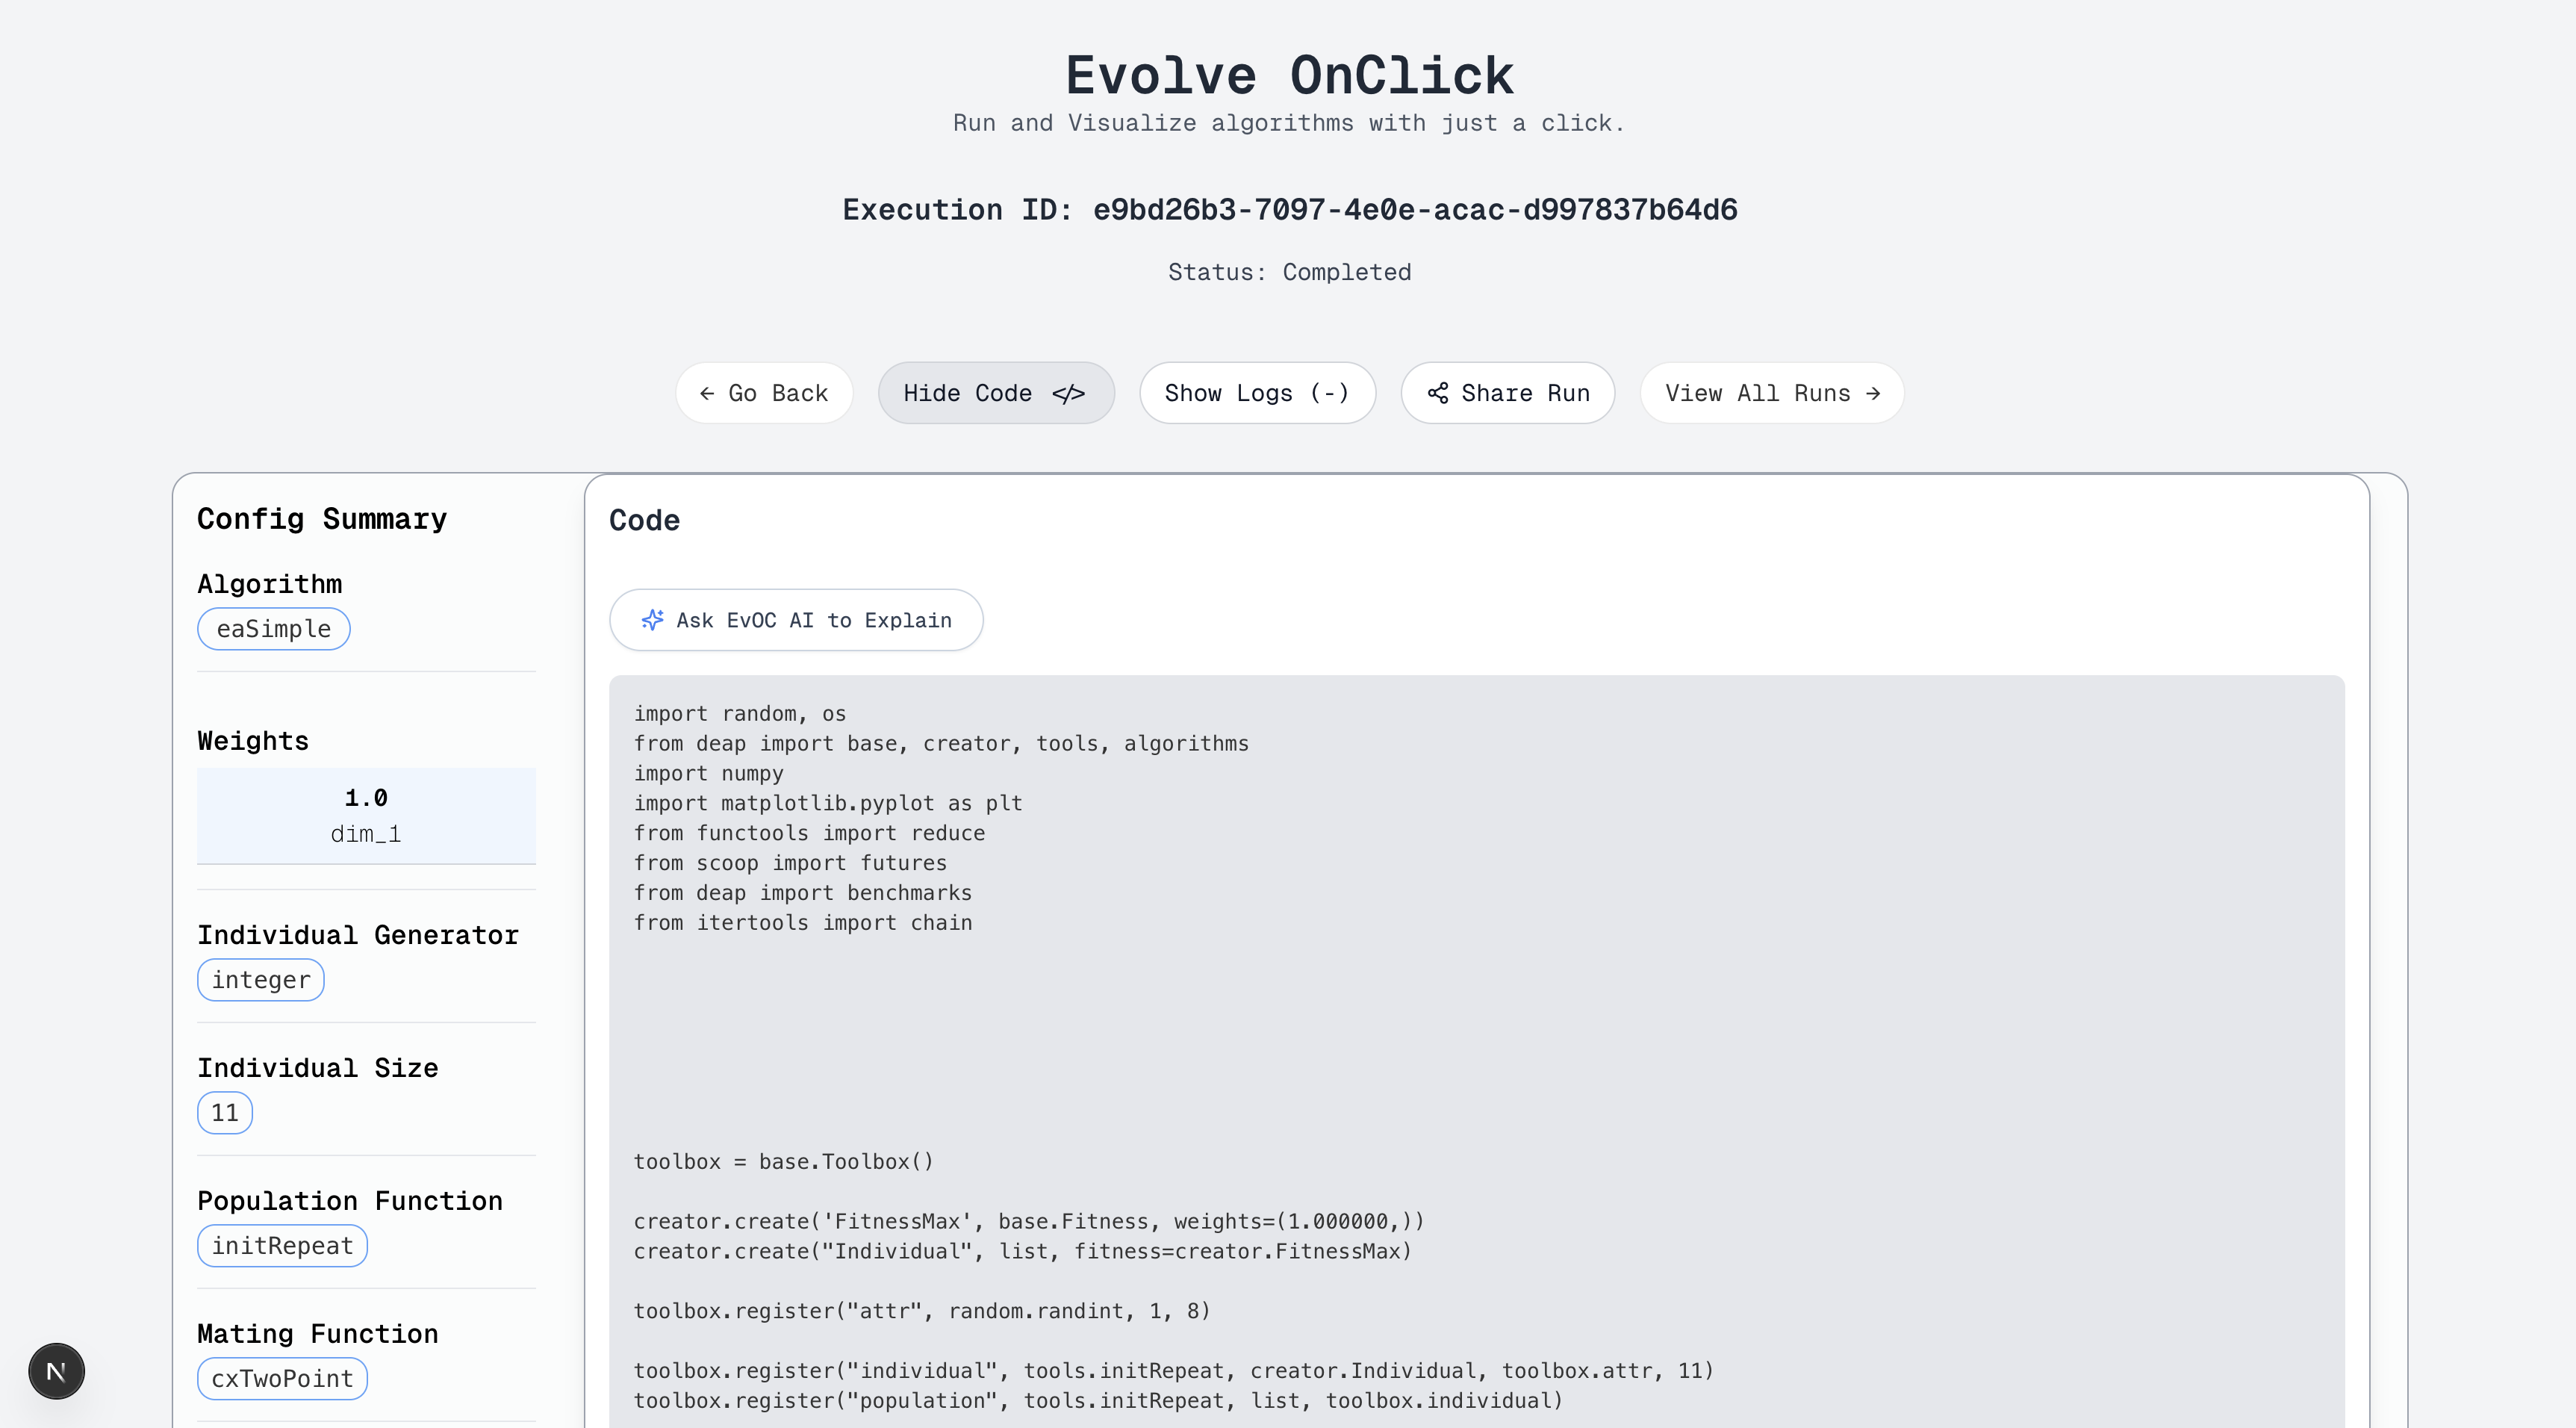 Evolve OnClick
Run and Visualize algorithms with just a click.
Execution ID: e9bd26b3-7097-4e0e-acac-d997837b64d6
Status: Completed
← Go Back
Hide Code </>
Show Logs (-)
Share Run
View All Runs →
Config Summary
Algorithm
eaSimple
Weights
1.0
dim_1
Individual Generator
integer
Individual Size
11
Population Function
initRepeat
Mating Function
cxTwoPoint
N
Code
Ask EvOC AI to Explain
import random, os
from deap import base, creator, tools, algorithms
import numpy
import matplotlib.pyplot as plt
from functools import reduce
from scoop import futures
from deap import benchmarks
from itertools import chain
toolbox = base.Toolbox()
creator.create('FitnessMax', base.Fitness, weights=(1.000000,))
creator.create("Individual", list, fitness=creator.FitnessMax)
toolbox.register("attr", random.randint, 1, 8)
toolbox.register("individual", tools.initRepeat, creator.Individual, toolbox.attr, 11)
toolbox.register("population", tools.initRepeat, list, toolbox.individual)